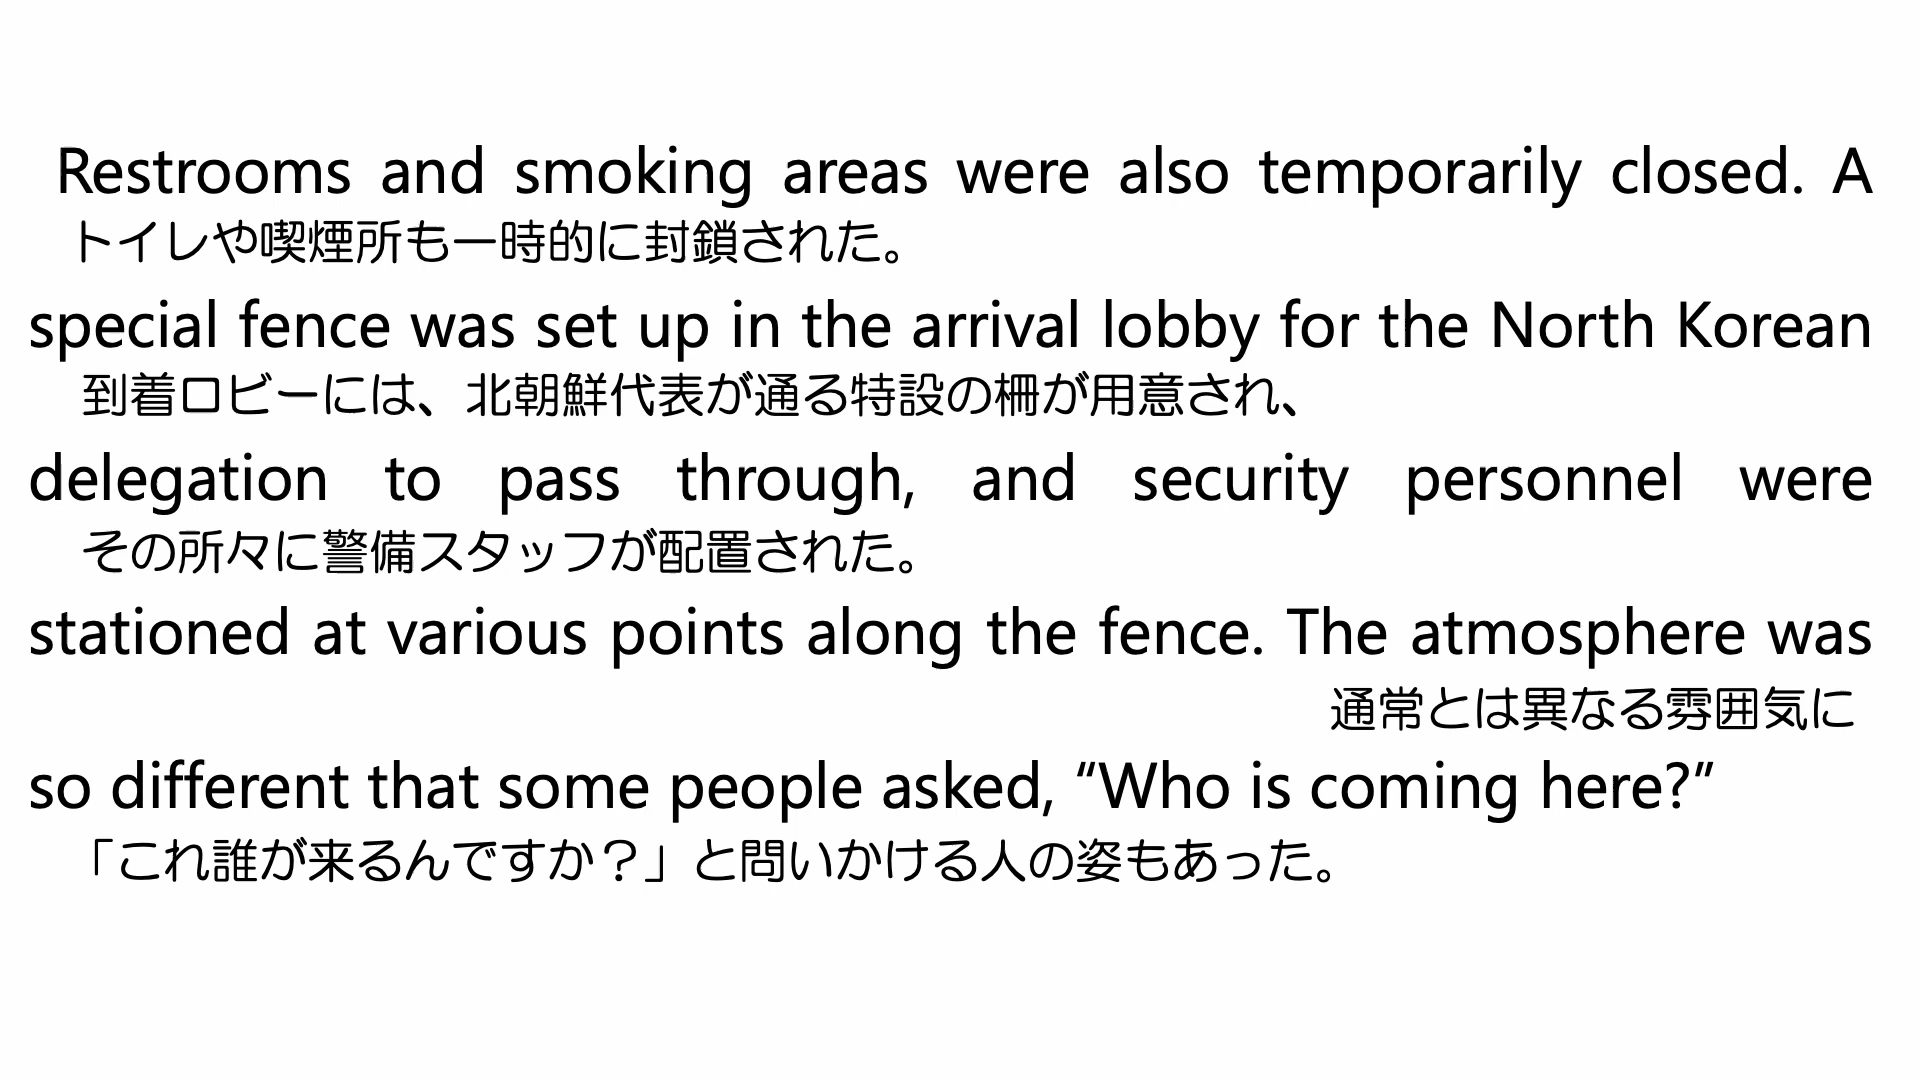 Restrooms and smoking areas were also temporarily closed. A
トイレや喫煙所も一時的に封鎖された。
special fence was set up in the arrival lobby for the North Korean
到着ロビーには、北朝鮮代表が通る特設の柵が用意され、
delegation to pass through, and security personnel were
その所々に警備スタッフが配置された。
stationed at various points along the fence. The atmosphere was
通常とは異なる雰囲気に
so different that some people asked, “Who is coming here?”
「これ誰が来るんですか？」と問いかける人の姿もあった。